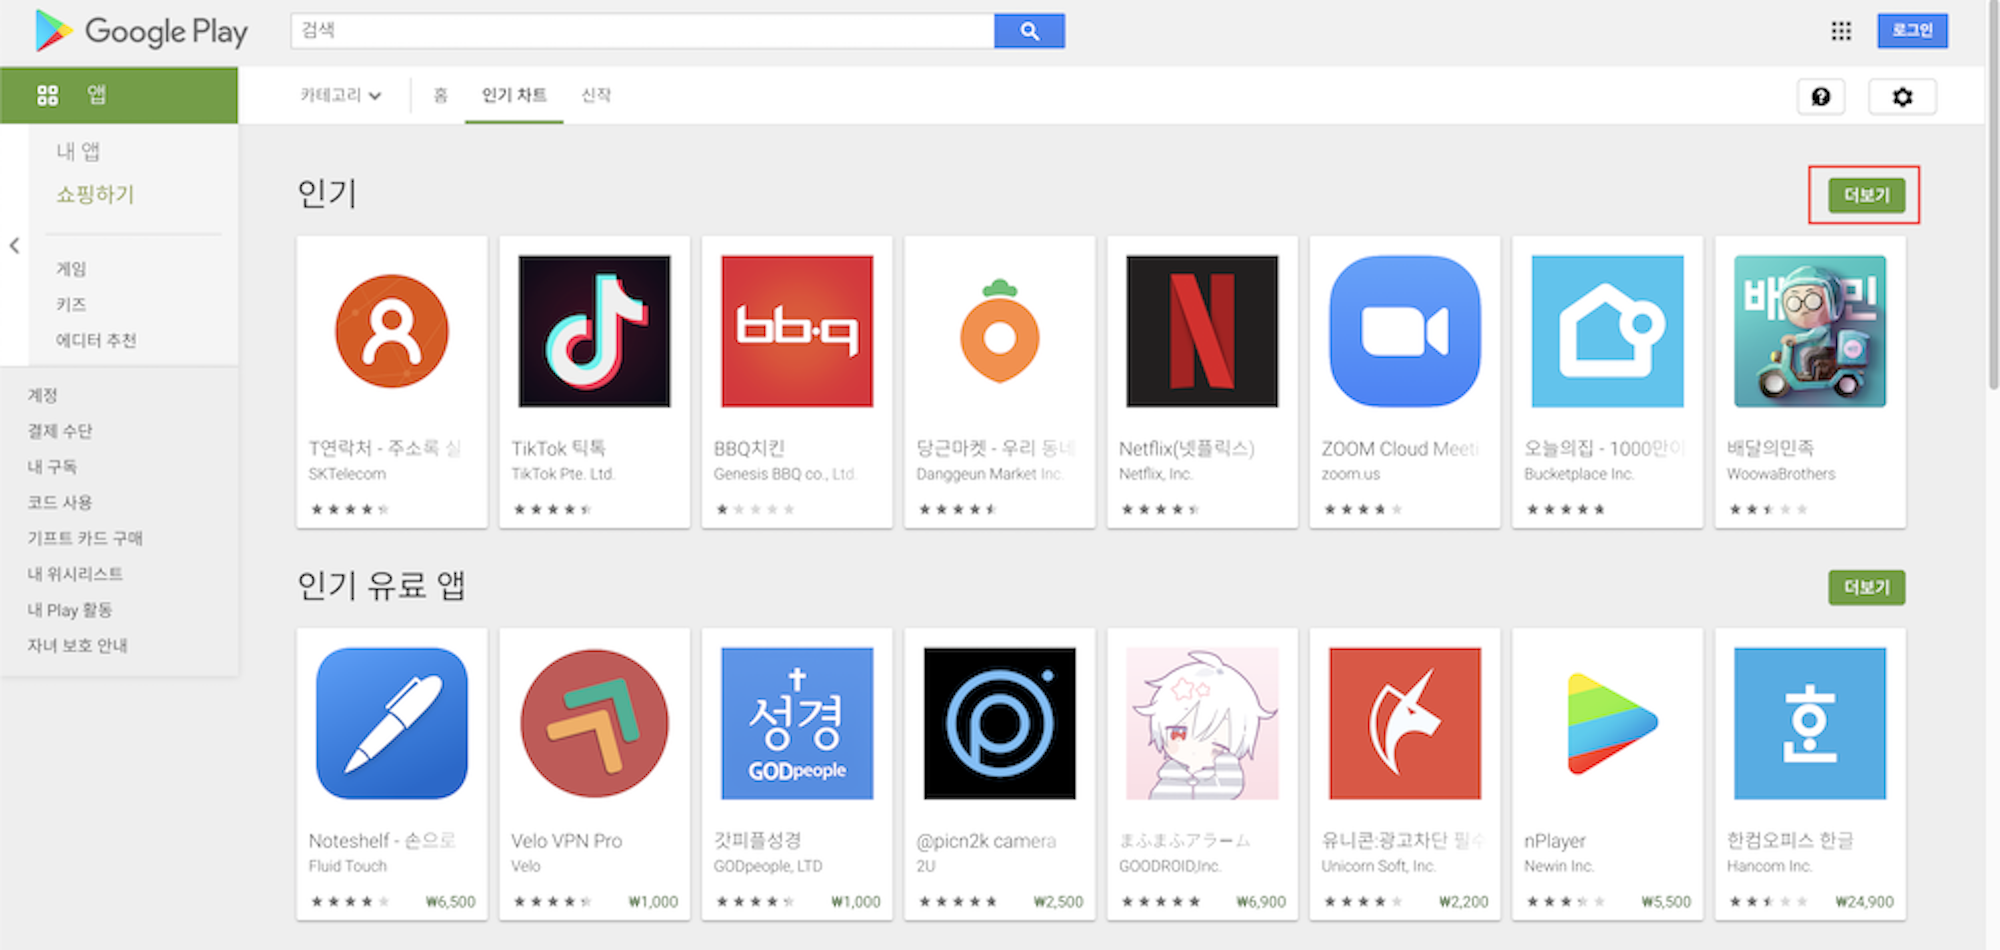 Google Play
검색
로그인
앱
카테고리
홈
인기 차트
신작
내 앱
쇼핑하기
게임
키즈
에디터 추천
계정
결제 수단
내 구독
코드 사용
기프트 카드 구매
내 위시리스트
내 Play 활동
자녀 보호 안내
인기
더보기
배민
bb.q
T연락처 - 주소록 실
SKTelecom
TikTok 틱톡
TikTok Pte. Ltd.
BBQ치킨
Genesis BBQ co., Ltd.
당근마켓 - 우리 동네
Danggeun Market Inc.
Netflix(넷플릭스)
Netflix, Inc.
ZOOM Cloud Meeti
zoom.us
오늘의집 - 1000만이
Bucketplace Inc.
배달의민족
WoowaBrothers
인기 유료 앱
더보기
성경
GODpeople
한
Noteshelf - 손으로
Fluid Touch
₩6,500
Velo VPN Pro
Velo
₩1,000
갓피플성경
GODpeople, LTD
₩1,000
@picn2k camera
2U
₩2,500
まふまふアラーム
GOODROID,Inc.
₩6,900
유니콘:광고차단 필수
Unicorn Soft, Inc.
₩2,200
nPlayer
Newin Inc.
₩5,500
한컴오피스 한글
Hancom Inc.
₩24,900